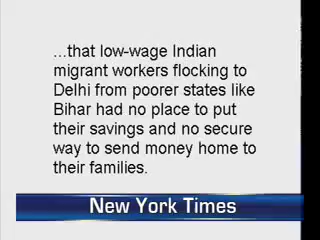 ...that low-wage Indian
migrant workers flocking to
Delhi from poorer states like
Bihar had no place to put
their savings and no secure
way to send money home to
their families.
New York Times